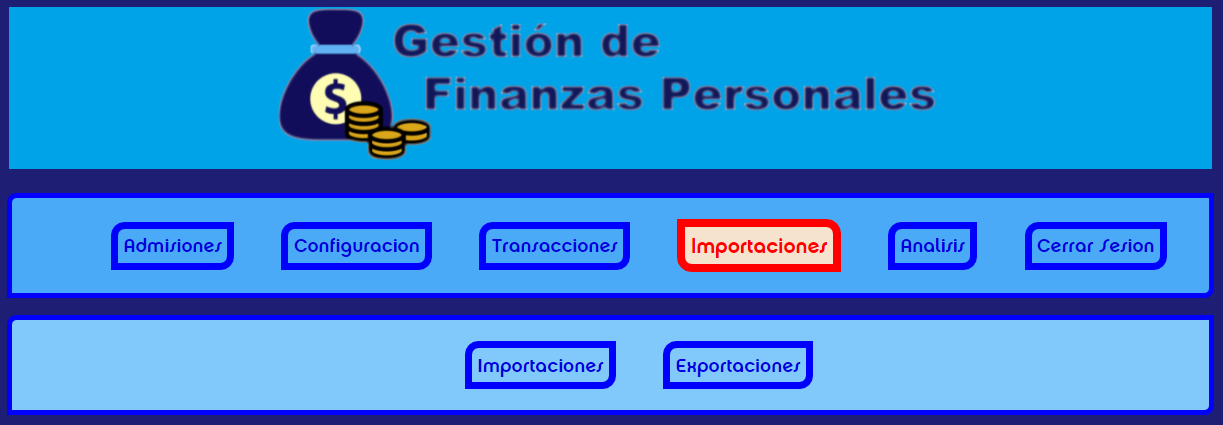 Gestión de
Finanzas Personales
$
Admisiones Configuracion Transacciones Importaciones Analisis Cerrar Sesion
Importaciones Exportaciones